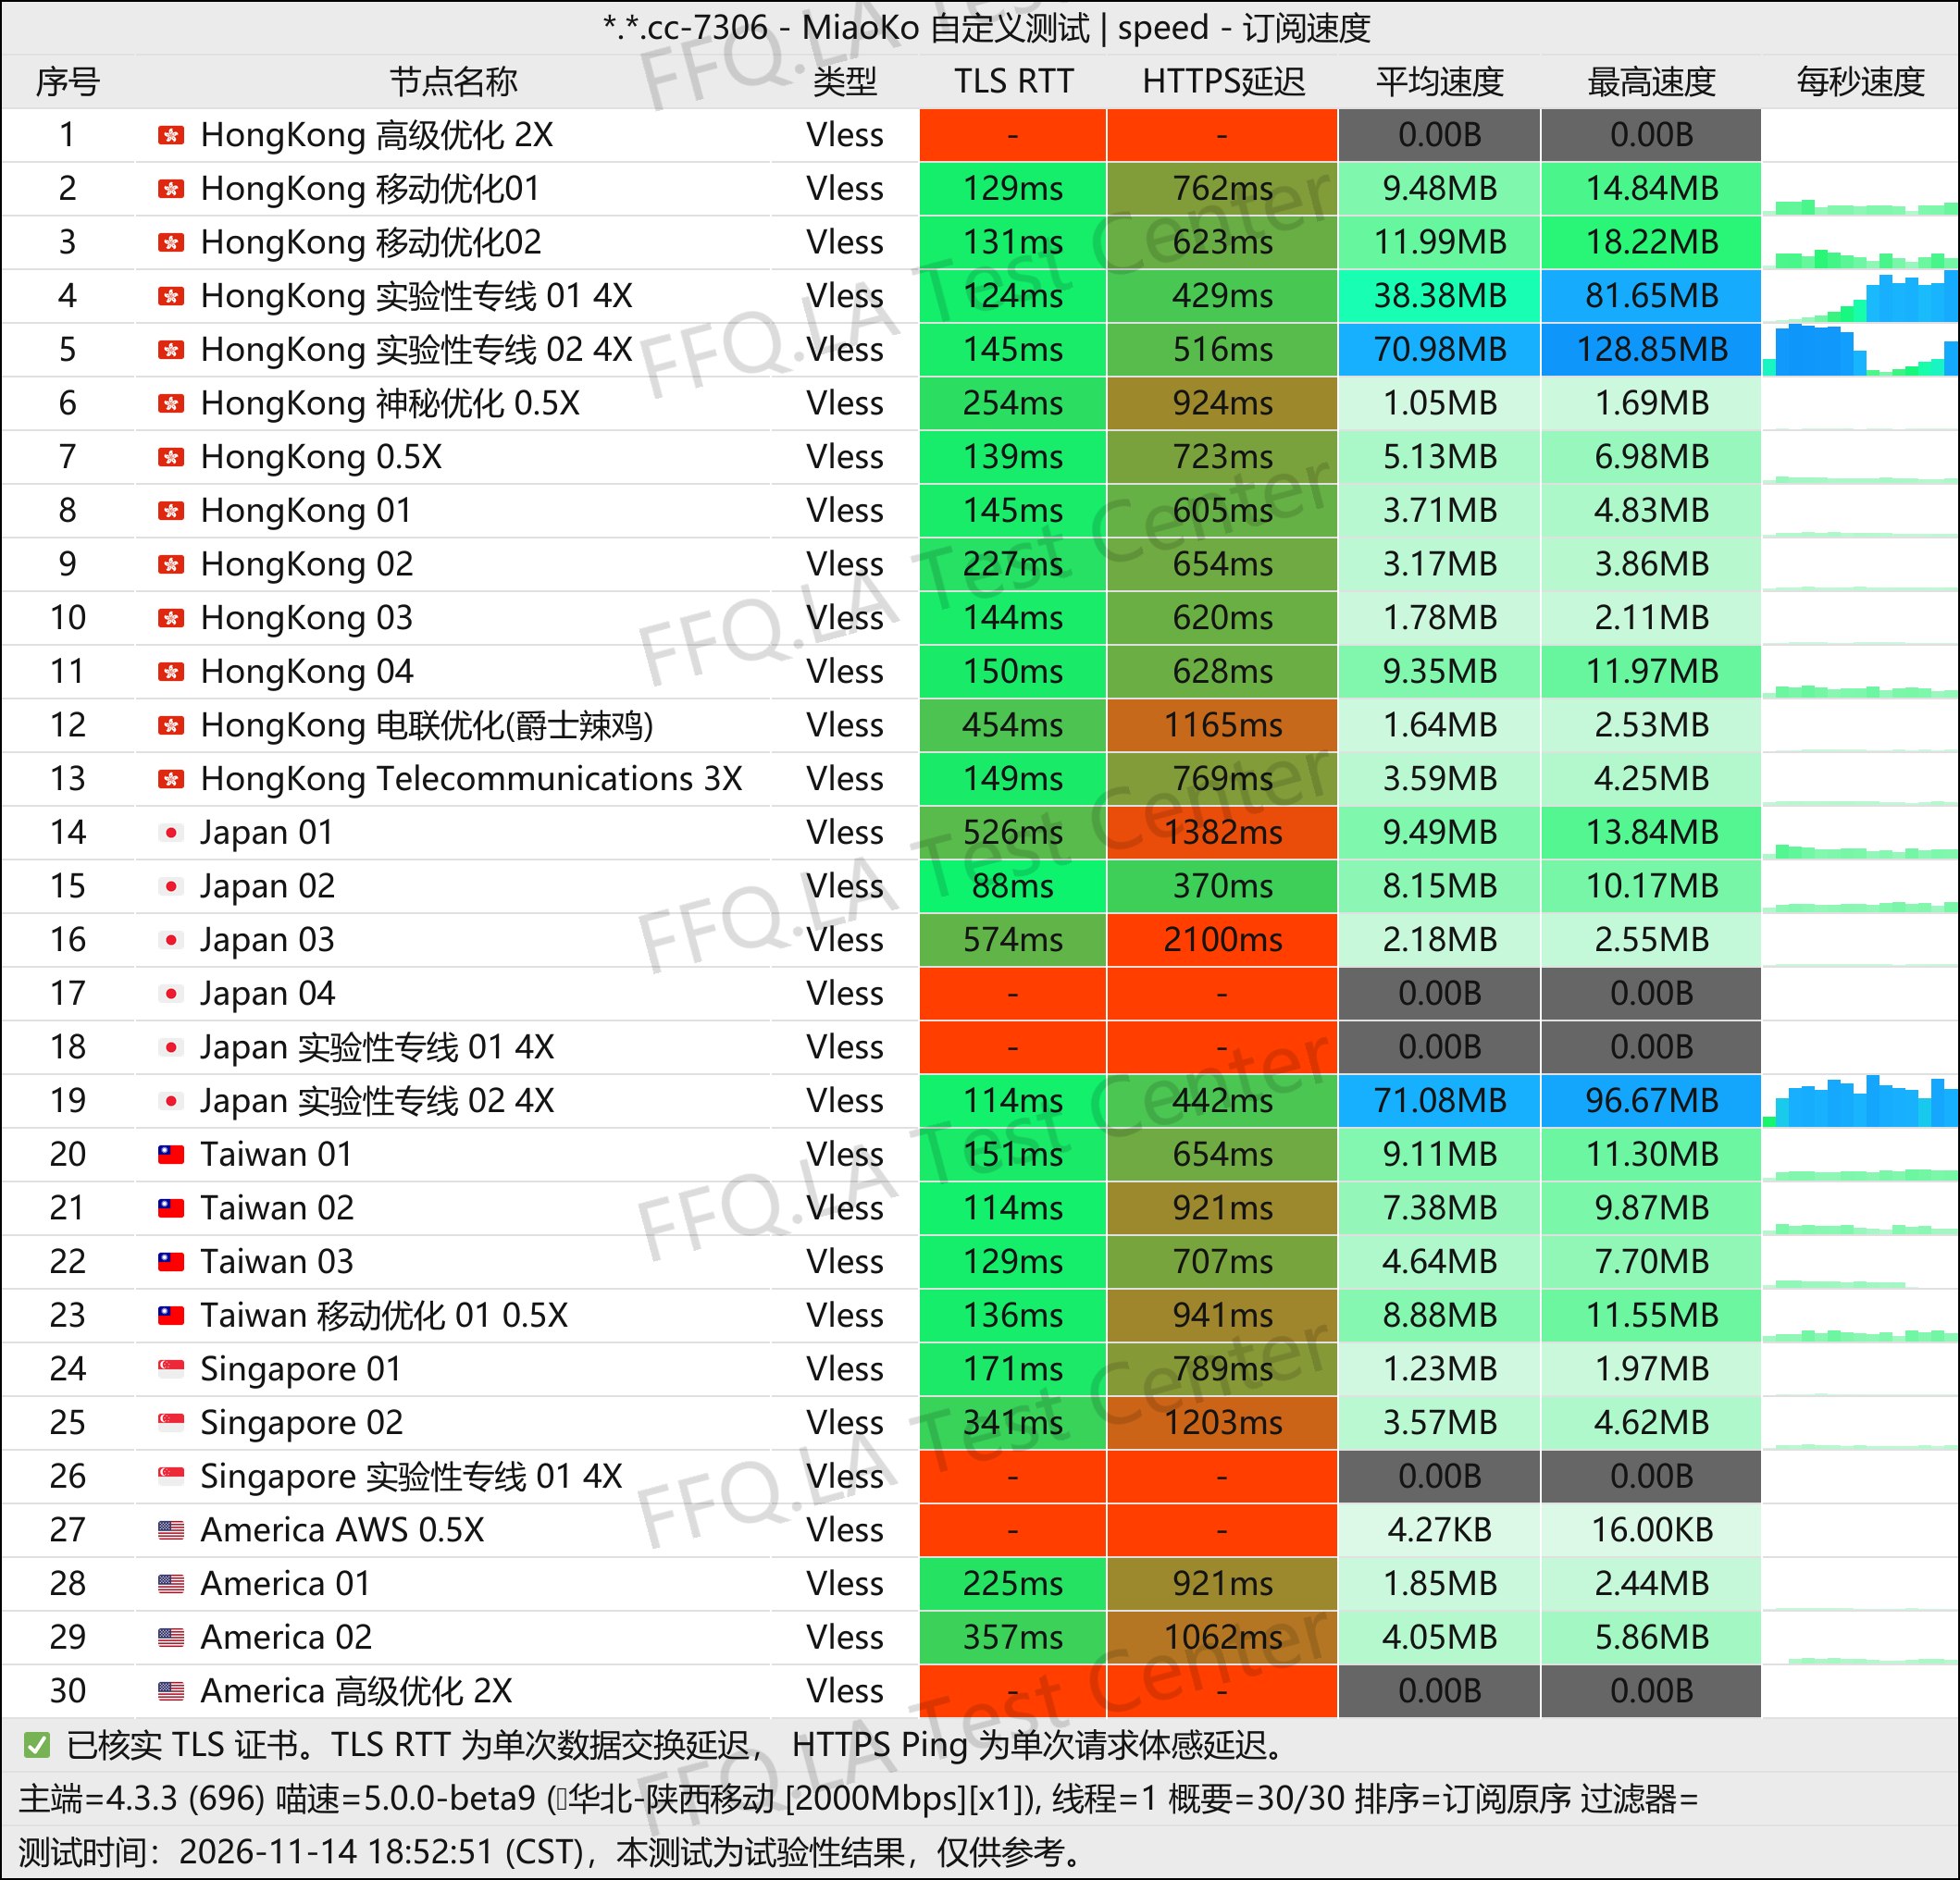 *.*.cc-7306 - MiaoKo 自定义测试 | speed - 订阅速度
序号 节点名称 类型 TLS RTT HTTPS延迟 平均速度 最高速度 每秒速度
1 HongKong 高级优化 2X Vless - - 0.00B 0.00B
2 HongKong 移动优化01 Vless 129ms 762ms 9.48MB 14.84MB
3 HongKong 移动优化02 Vless 131ms 623ms 11.99MB 18.22MB
4 HongKong 实验性专线 01 4X Vless 124ms 429ms 38.38MB 81.65MB
5 HongKong 实验性专线 02 4X Vless 145ms 516ms 70.98MB 128.85MB
6 HongKong 神秘优化 0.5X Vless 254ms 924ms 1.05MB 1.69MB
7 HongKong 0.5X Vless 139ms 723ms 5.13MB 6.98MB
8 HongKong 01 Vless 145ms 605ms 3.71MB 4.83MB
9 HongKong 02 Vless 227ms 654ms 3.17MB 3.86MB
10 HongKong 03 Vless 144ms 620ms 1.78MB 2.11MB
11 HongKong 04 Vless 150ms 628ms 9.35MB 11.97MB
12 HongKong 电联优化(爵士辣鸡) Vless 454ms 1165ms 1.64MB 2.53MB
13 HongKong Telecommunications 3X Vless 149ms 769ms 3.59MB 4.25MB
14 Japan 01 Vless 526ms 1382ms 9.49MB 13.84MB
15 Japan 02 Vless 88ms 370ms 8.15MB 10.17MB
16 Japan 03 Vless 574ms 2100ms 2.18MB 2.55MB
17 Japan 04 Vless - - 0.00B 0.00B
18 Japan 实验性专线 01 4X Vless - - 0.00B 0.00B
19 Japan 实验性专线 02 4X Vless 114ms 442ms 71.08MB 96.67MB
20 Taiwan 01 Vless 151ms 654ms 9.11MB 11.30MB
21 Taiwan 02 Vless 114ms 921ms 7.38MB 9.87MB
22 Taiwan 03 Vless 129ms 707ms 4.64MB 7.70MB
23 Taiwan 移动优化 01 0.5X Vless 136ms 941ms 8.88MB 11.55MB
24 Singapore 01 Vless 171ms 789ms 1.23MB 1.97MB
25 Singapore 02 Vless 341ms 1203ms 3.57MB 4.62MB
26 Singapore 实验性专线 01 4X Vless - - 0.00B 0.00B
27 America AWS 0.5X Vless - - 4.27KB 16.00KB
28 America 01 Vless 225ms 921ms 1.85MB 2.44MB
29 America 02 Vless 357ms 1062ms 4.05MB 5.86MB
30 America 高级优化 2X Vless - - 0.00B 0.00B
✅ 已核实 TLS 证书。TLS RTT 为单次数据交换延迟， HTTPS Ping 为单次请求体感延迟。
主端=4.3.3 (696) 喵速=5.0.0-beta9 (华北-陕西移动 [2000Mbps][x1]), 线程=1 概要=30/30 排序=订阅原序 过滤器=
测试时间：2026-11-14 18:52:51 (CST)，本测试为试验性结果，仅供参考。
FFQ.LA Test Center
FFQ.LA Test Center
FFQ.LA Test Center
FFQ.LA Test Center
FFQ.LA Test Center
FFQ.LA Test Center
FFQ.LA Test Center